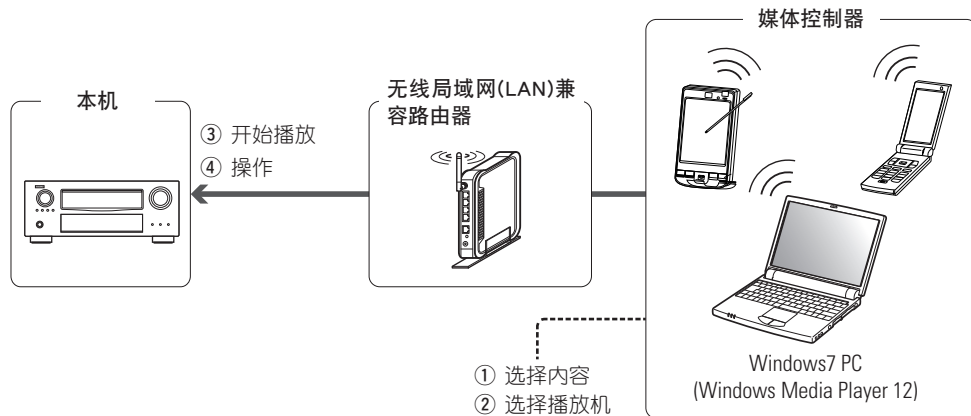 本机
③ 开始播放
④ 操作
无线局域网(LAN)兼
容路由器
媒体控制器
Windows7 PC
(Windows Media Player 12)
① 选择内容
② 选择播放机